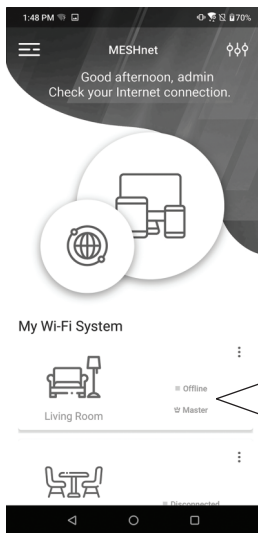 1:48 PM 70%
MESHnet
Good afternoon, admin
Check your Internet connection.
My Wi-Fi System
Offline
Master
Living Room
Disconnected